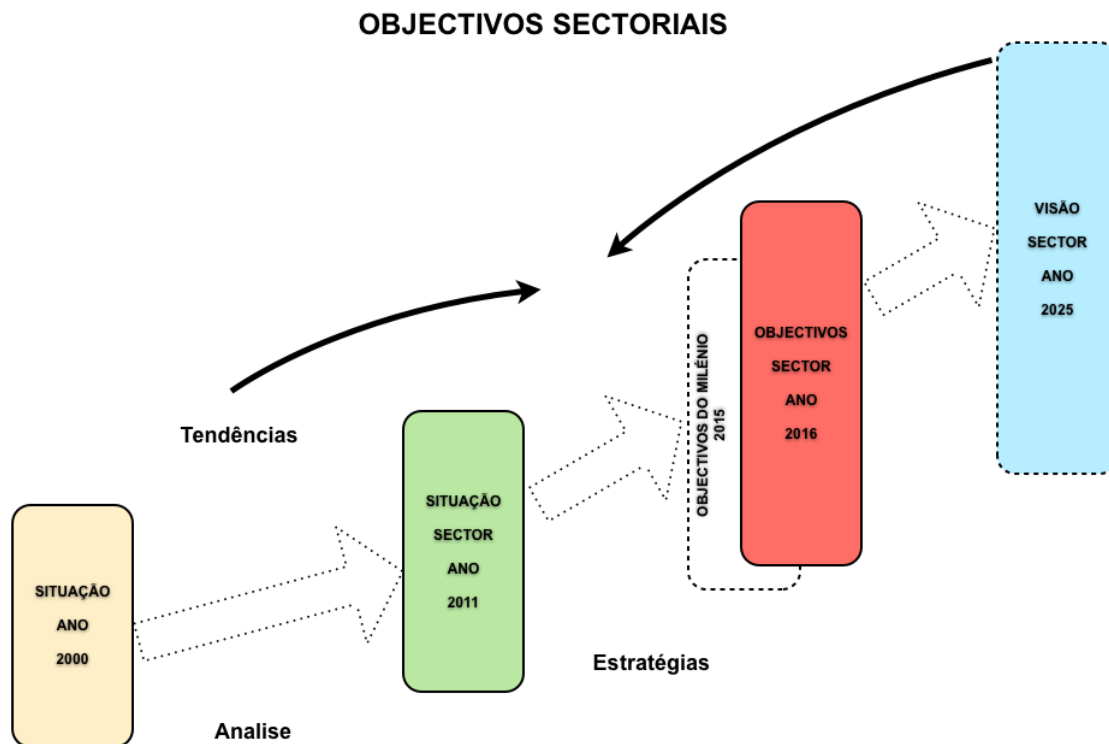 OBJECTIVOS SECTORIAIS
Tendências
SITUAÇÃO
ANO
2000
Analise
SITUAÇÃO
SECTOR
ANO
2011
Estratégias
OBJECTIVOS DO MILÉNIO
2015
OBJECTIVOS
SECTOR
ANO
2016
VISÃO
SECTOR
ANO
2025